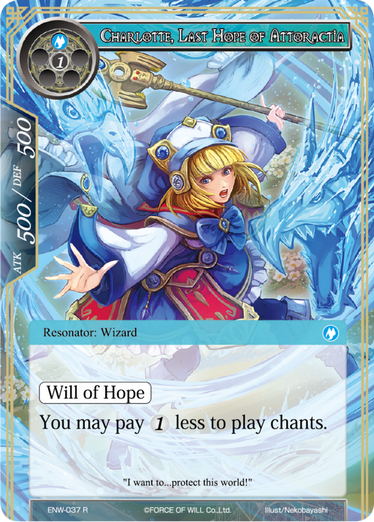 1
CHARLOTTE, LAST HOPE OF ATTORACTIA
ATK 500 / DEF 500
Resonator: Wizard
Will of Hope
You may pay 1 less to play chants.
"I want to...protect this world!"
ENW-037 R ©FORCE OF WILL Co.,Ltd. Illust/Nekobayashi